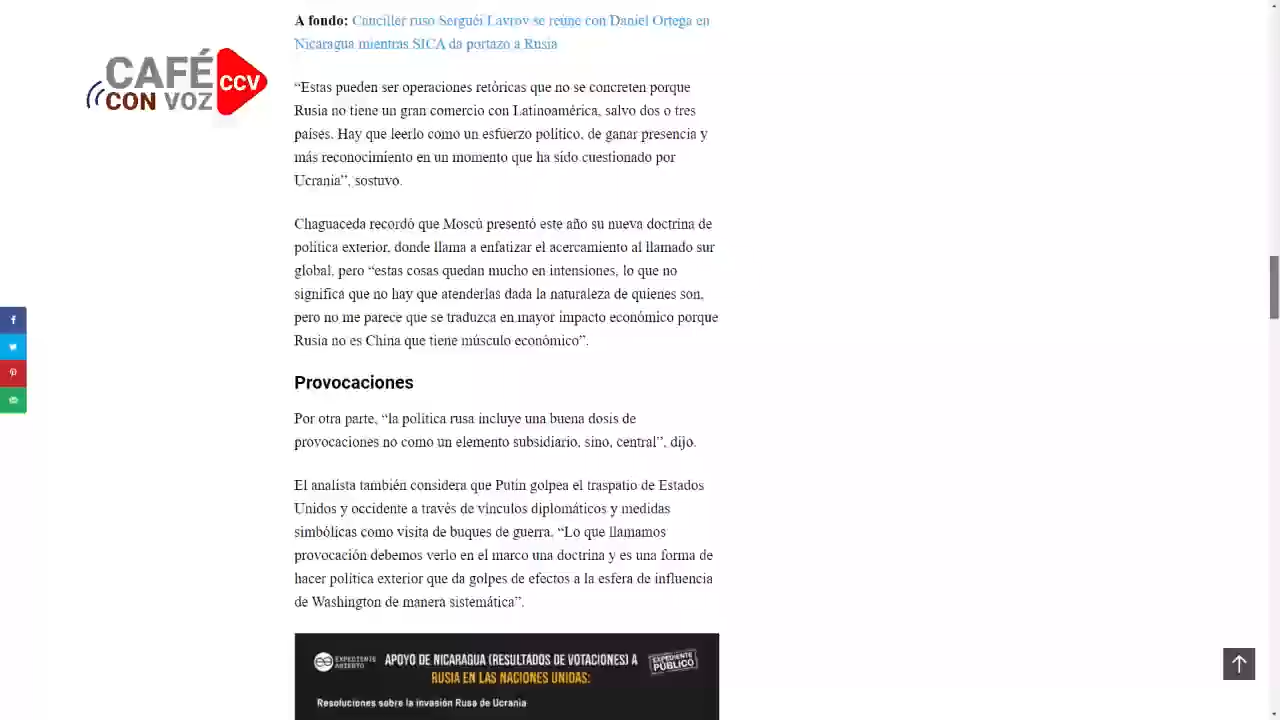 A fondo: Canciller ruso Serguéi Lavrov se reúne con Daniel Ortega en
Nicaragua mientras SICA da portazo a Rusia
CAFÉ
CON VOZ
CCV
“Estas pueden ser operaciones retóricas que no se concreten porque
Rusia no tiene un gran comercio con Latinoamérica, salvo dos o tres
países. Hay que leerlo como un esfuerzo político, de ganar presencia y
más reconocimiento en un momento que ha sido cuestionado por
Ucrania”, sostuvo.
Chaguaceda recordó que Moscú presentó este año su nueva doctrina de
política exterior, donde llama a enfatizar el acercamiento al llamado sur
global, pero “estas cosas quedan mucho en intensiones, lo que no
significa que no hay que atenderlas dada la naturaleza de quienes son,
pero no me parece que se traduzca en mayor impacto económico porque
Rusia no es China que tiene músculo económico”.
Provocaciones
Por otra parte, “la política rusa incluye una buena dosis de
provocaciones no como un elemento subsidiario, sino, central”, dijo.
El analista también considera que Putin golpea el traspatio de Estados
Unidos y occidente a través de vínculos diplomáticos y medidas
simbólicas como visita de buques de guerra. “Lo que llamamos
provocación debemos verlo en el marco una doctrina y es una forma de
hacer política exterior que da golpes de efectos a la esfera de influencia
de Washington de manera sistemática”.
EXPEDIENTE
ABIERTO
APOYO DE NICARAGUA (RESULTADOS DE VOTACIONES) A
RUSIA EN LAS NACIONES UNIDAS:
EXPEDIENTE
PÚBLICO
Resoluciones sobre la invasión Rusa de Ucrania